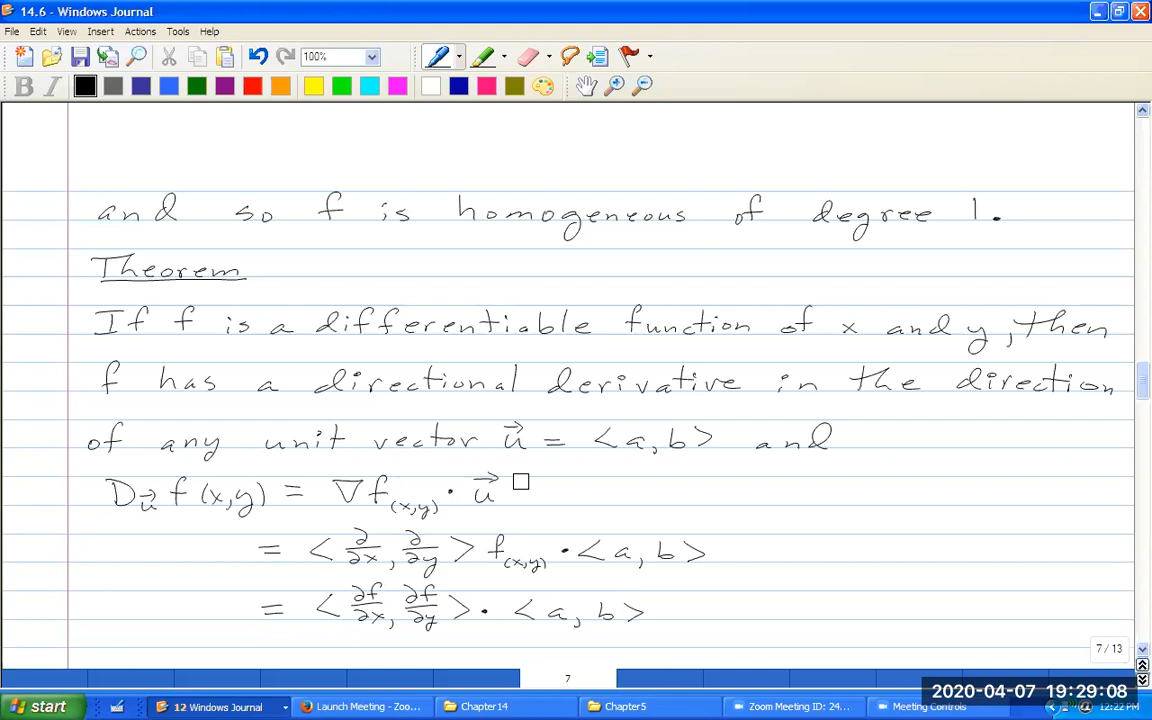 14.6 - Windows Journal
File Edit View Insert Actions Tools Help
100%
B I
and so f is homogeneous of degree 1.
Theorem
If f is a differentiable function of x and y, then
f has a directional derivative in the direction
of any unit vector u⃗ = <a, b> and
D_u⃗ f(x,y) = ∇f_(x,y) · u⃗
= <∂/∂x, ∂/∂y> f_(x,y) · <a, b>
= <∂f/∂x, ∂f/∂y> · <a, b>
7 / 13
7
2020-04-07 19:29:08
start 12 Windows Journal Launch Meeting - Zoo... Chapter14 Chapter5 Zoom Meeting ID: 24... Meeting Controls 12:22 PM